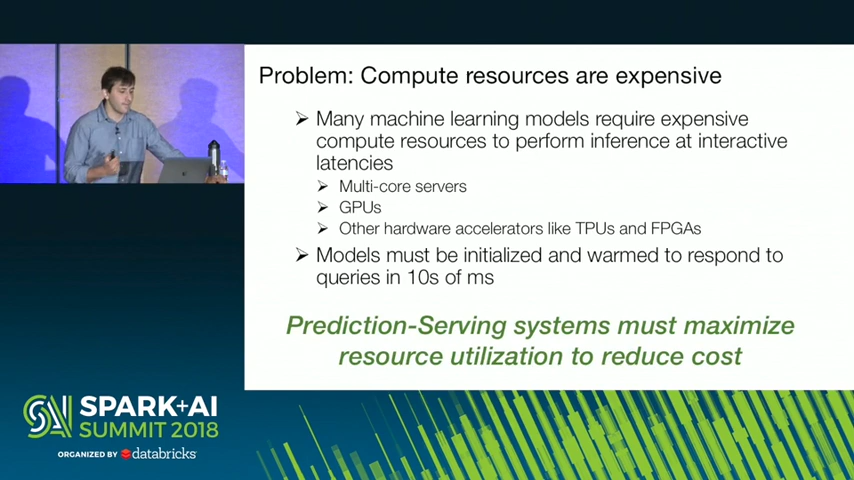 Problem: Compute resources are expensive
➢ Many machine learning models require expensive
compute resources to perform inference at interactive
latencies
➢ Multi-core servers
➢ GPUs
➢ Other hardware accelerators like TPUs and FPGAs
➢ Models must be initialized and warmed to respond to
queries in 10s of ms
Prediction-Serving systems must maximize
resource utilization to reduce cost
SPARK+AI
SUMMIT 2018
ORGANIZED BY databricks